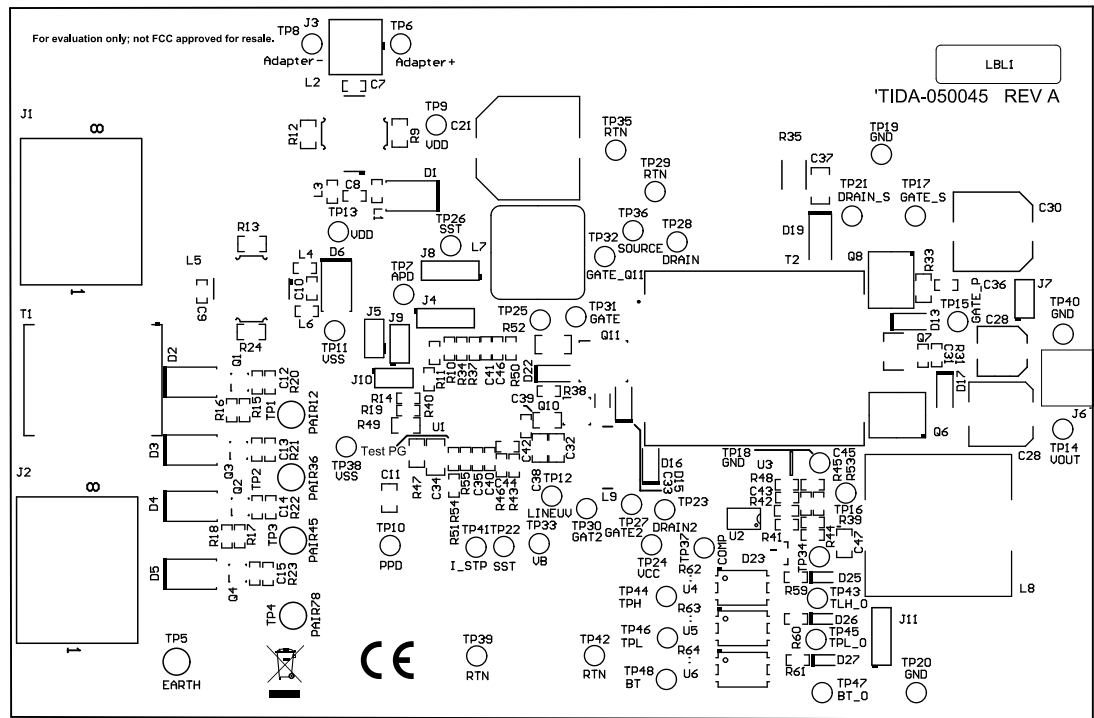 For evaluation only; not FCC approved for resale.
TP8
J3
TP6
Adapter-
Adapter+
LBL1
'TIDA-050045 REV A
L2
C7
J1
8
R12
R9
TP9
VDD
C21
TP35
RTN
R35
TP19
GND
C37
TP29
RTN
L3
C8
L1
D1
TP21
DRAIN_S
TP17
GATE_S
C30
TP13
VDD
TP26
SST
L7
TP36
SOURCE
TP28
DRAIN
D19
R13
TP32
GATE_Q11
T2
Q8
R33
L5
L4
D6
J8
TP7
APD
C10
C9
1
L6
C36
J7
GATE_P
TP15
TP40
GND
J5
J9
J4
TP25
TP31
GATE
R52
Q11
D13
C28
T1
R24
TP11
VSS
Q7
C31
R31
D2
Q1
R11
R10
R34
R37
C41
C46
R50
D22
J10
D17
C12
R20
R16
R15
TP1
PAIR12
R14
R19
R49
R40
C39
Q10
R38
J6
TP14
VOUT
Q6
C28
U1
Test PG
TP38
VSS
D3
Q3
C13
R21
TP2
PAIR36
C42
C32
TP18
GND
C45
U3
R45
R53
J2
8
C11
R47
C34
R55
C35
C40
R46
C44
R43
C38
D16
D15
C33
R48
C43
R42
TP16
D4
Q2
C14
R22
R54
R51
TP12
LINEUV
L9
TP23
DRAIN2
R18
R17
TP3
PAIR45
TP10
PPD
TP41
I_STP
TP22
SST
TP33
VB
TP30
GAT2
TP27
GATE2
U2
R41
R44
R39
C47
TP24
VCC
TP37
COMP
D23
TP34
D5
Q4
C15
R23
R62
U4
R59
D25
L8
TP44
TPH
TP43
TLH_O
TP4
PAIR78
R63
U5
R60
D26
J11
TP46
TPL
TP45
TPL_O
1
TP5
EARTH
CE
TP39
RTN
TP42
RTN
R64
U6
R61
D27
TP48
BT
TP47
BT_O
TP20
GND